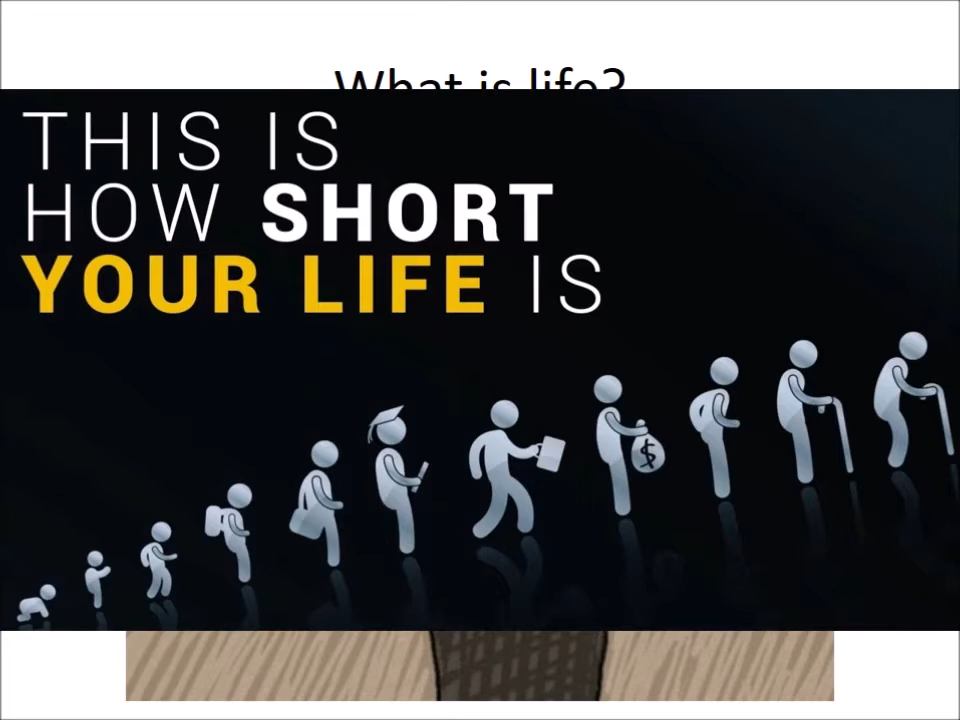 What is life?
THIS IS
HOW SHORT
YOUR LIFE IS
$